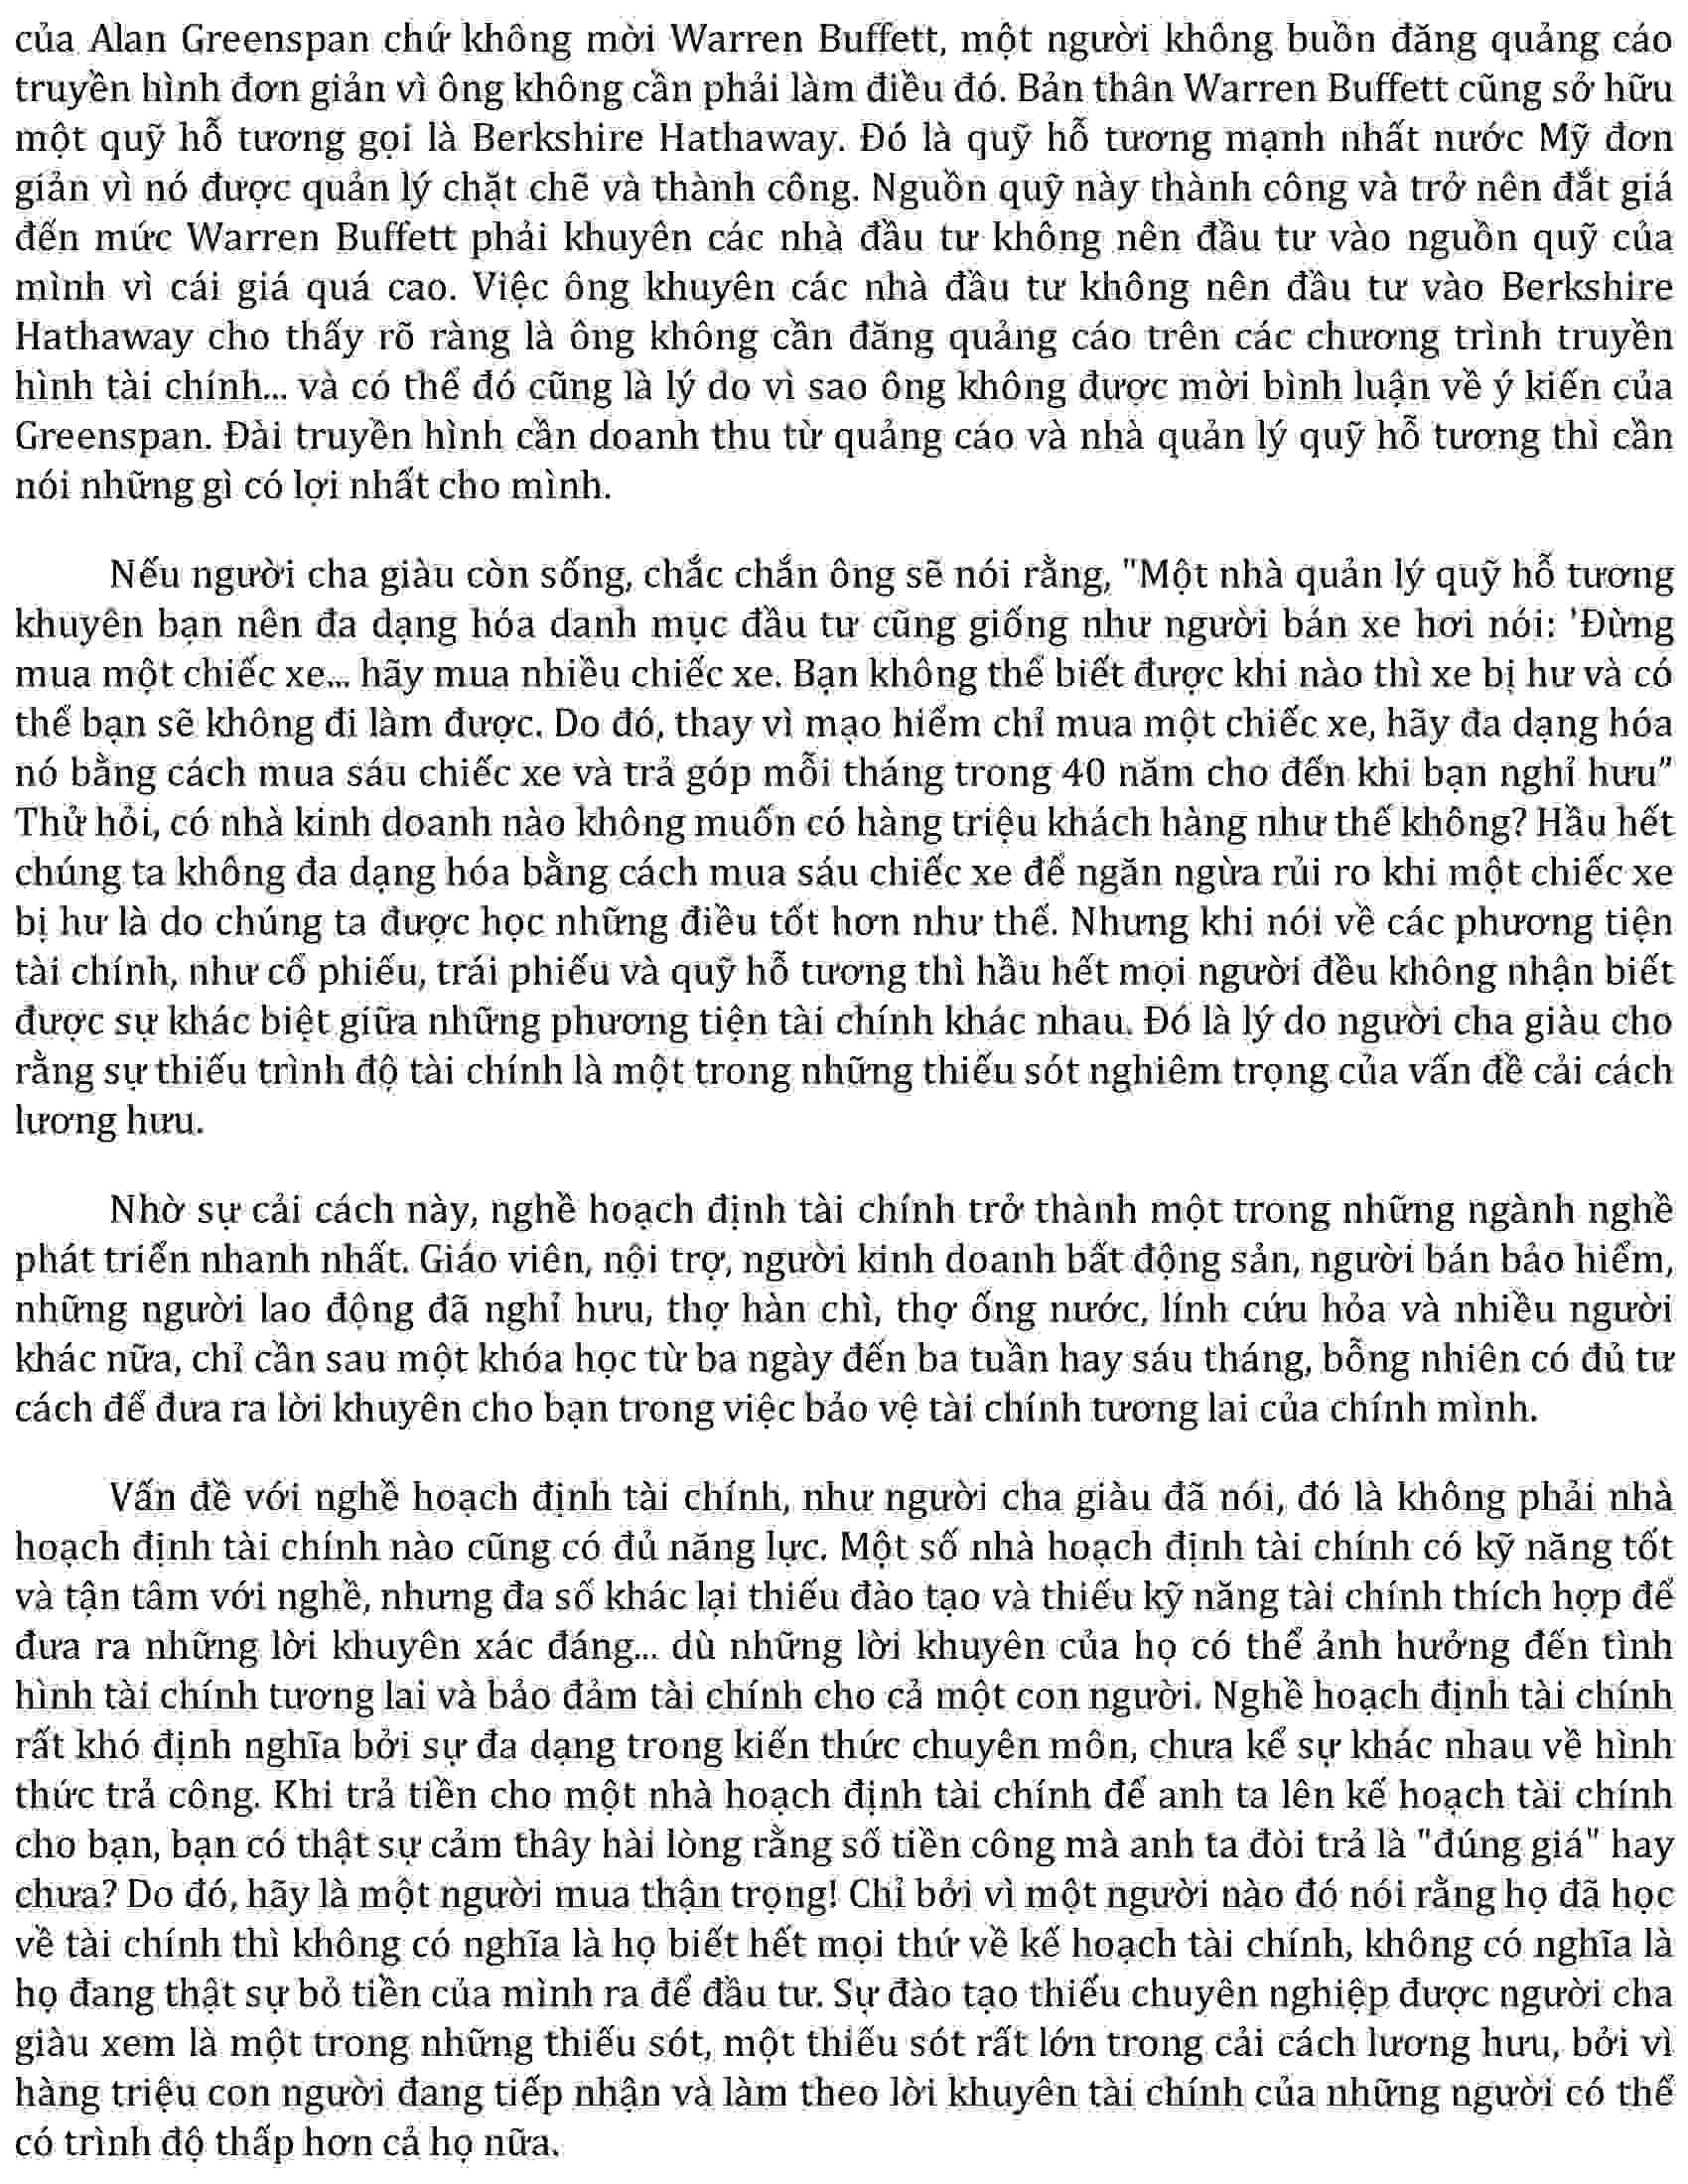 của Alan Greenspan chứ không mời Warren Buffett, một người không buồn đăng quảng cáo
truyền hình đơn giản vì ông không cần phải làm điều đó. Bản thân Warren Buffett cũng sở hữu
một quỹ hỗ tương gọi là Berkshire Hathaway. Đó là quỹ hỗ tương mạnh nhất nước Mỹ đơn
giản vì nó được quản lý chặt chẽ và thành công. Nguồn quỹ này thành công và trở nên đắt giá
đến mức Warren Buffett phải khuyên các nhà đầu tư không nên đầu tư vào nguồn quỹ của
mình vì cái giá quá cao. Việc ông khuyên các nhà đầu tư không nên đầu tư vào Berkshire
Hathaway cho thấy rõ ràng là ông không cần đăng quảng cáo trên các chương trình truyền
hình tài chính... và có thể đó cũng là lý do vì sao ông không được mời bình luận về ý kiến của
Greenspan. Đài truyền hình cần doanh thu từ quảng cáo và nhà quản lý quỹ hỗ tương thì cần
nói những gì có lợi nhất cho mình.
Nếu người cha giàu còn sống, chắc chắn ông sẽ nói rằng, "Một nhà quản lý quỹ hỗ tương
khuyên bạn nên đa dạng hóa danh mục đầu tư cũng giống như người bán xe hơi nói: 'Đừng
mua một chiếc xe... hãy mua nhiều chiếc xe. Bạn không thể biết được khi nào thì xe bị hư và có
thể bạn sẽ không đi làm được. Do đó, thay vì mạo hiểm chỉ mua một chiếc xe, hãy đa dạng hóa
nó bằng cách mua sáu chiếc xe và trả góp mỗi tháng trong 40 năm cho đến khi bạn nghỉ hưu"
Thử hỏi, có nhà kinh doanh nào không muốn có hàng triệu khách hàng như thế không? Hầu hết
chúng ta không đa dạng hóa bằng cách mua sáu chiếc xe để ngăn ngừa rủi ro khi một chiếc xe
bị hư là do chúng ta được học những điều tốt hơn như thế. Nhưng khi nói về các phương tiện
tài chính, như cổ phiếu, trái phiếu và quỹ hỗ tương thì hầu hết mọi người đều không nhận biết
được sự khác biệt giữa những phương tiện tài chính khác nhau. Đó là lý do người cha giàu cho
rằng sự thiếu trình độ tài chính là một trong những thiếu sót nghiêm trọng của vấn đề cải cách
lương hưu.
Nhờ sự cải cách này, nghề hoạch định tài chính trở thành một trong những ngành nghề
phát triển nhanh nhất. Giáo viên, nội trợ, người kinh doanh bất động sản, người bán bảo hiểm,
những người lao động đã nghỉ hưu, thợ hàn chì, thợ ống nước, lính cứu hỏa và nhiều người
khác nữa, chỉ cần sau một khóa học từ ba ngày đến ba tuần hay sáu tháng, bỗng nhiên có đủ tư
cách để đưa ra lời khuyên cho bạn trong việc bảo vệ tài chính tương lai của chính mình.
Vấn đề với nghề hoạch định tài chính, như người cha giàu đã nói, đó là không phải nhà
hoạch định tài chính nào cũng có đủ năng lực. Một số nhà hoạch định tài chính có kỹ năng tốt
và tận tâm với nghề, nhưng đa số khác lại thiếu đào tạo và thiếu kỹ năng tài chính thích hợp để
đưa ra những lời khuyên xác đáng... dù những lời khuyên của họ có thể ảnh hưởng đến tình
hình tài chính tương lai và bảo đảm tài chính cho cả một con người. Nghề hoạch định tài chính
rất khó định nghĩa bởi sự đa dạng trong kiến thức chuyên môn, chưa kể sự khác nhau về hình
thức trả công. Khi trả tiền cho một nhà hoạch định tài chính để anh ta lên kế hoạch tài chính
cho bạn, bạn có thật sự cảm thây hài lòng rằng số tiền công mà anh ta đòi trả là "đúng giá" hay
chưa? Do đó, hãy là một người mua thận trọng! Chỉ bởi vì một người nào đó nói rằng họ đã học
về tài chính thì không có nghĩa là họ biết hết mọi thứ về kế hoạch tài chính, không có nghĩa là
họ đang thật sự bỏ tiền của mình ra để đầu tư. Sự đào tạo thiếu chuyên nghiệp được người cha
giàu xem là một trong những thiếu sót, một thiếu sót rất lớn trong cải cách lương hưu, bởi vì
hàng triệu con người đang tiếp nhận và làm theo lời khuyên tài chính của những người có thể
có trình độ thấp hơn cả họ nữa.